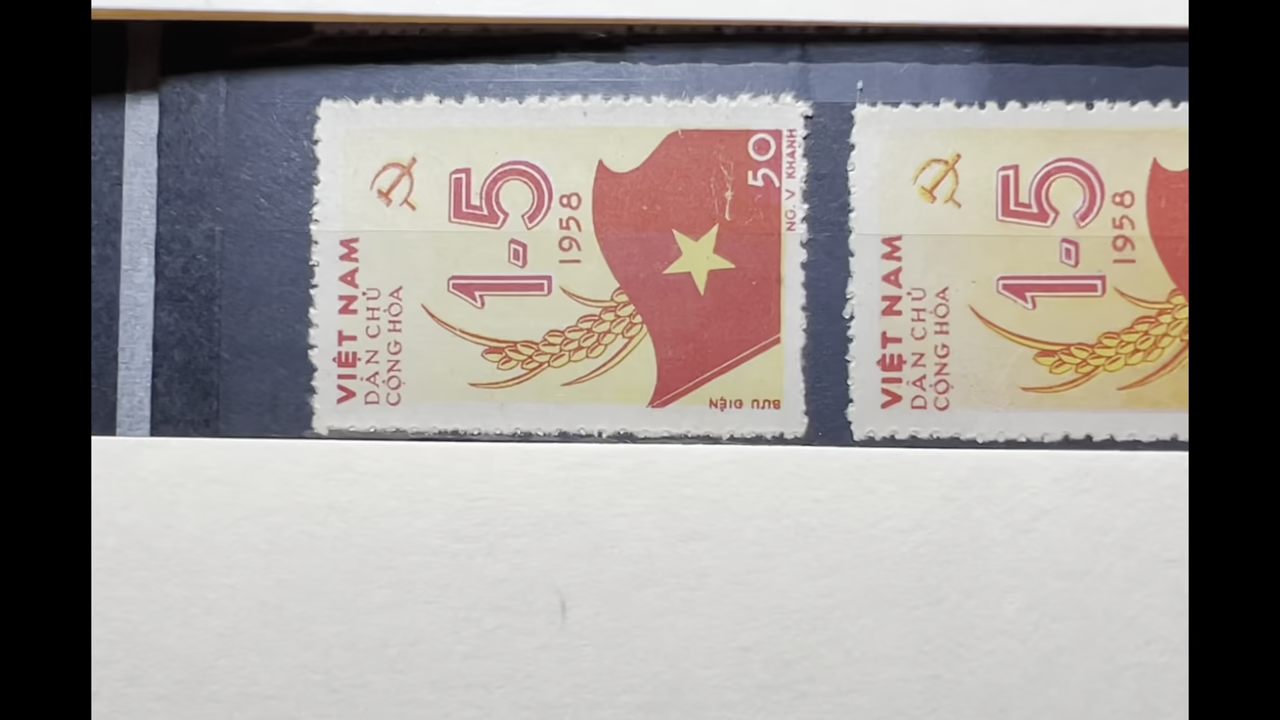 VIỆT NAM
DÂN CHỦ
CỘNG HÒA
1-5
1958
50
NG. V KHÁNH
BƯU ĐIỆN
VIỆT NAM
DÂN CHỦ
CỘNG HÒA
1-5
1958